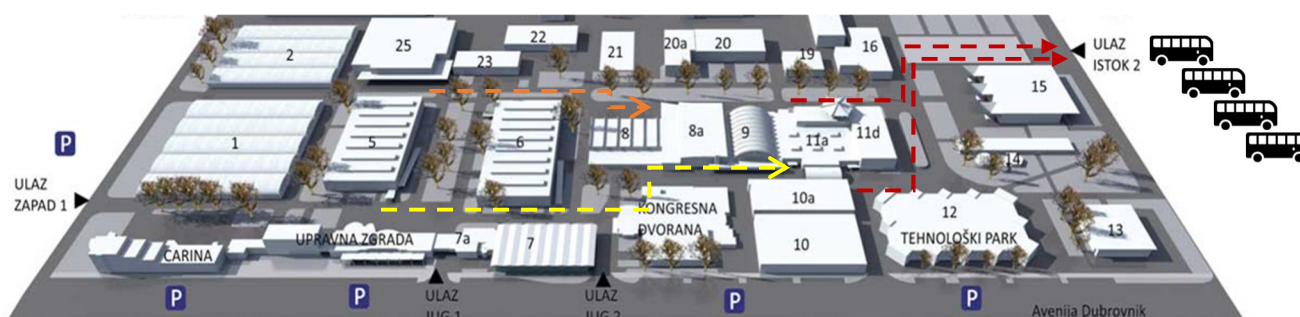 2
25
22
21
20a
20
19
16
23
ULAZ
ISTOK 2
15
P
1
5
6
8
8a
9
11a
11d
14
ULAZ
ZAPAD 1
KONGRESNA
DVORANA
10a
12
TEHNOLOŠKI PARK
13
CARINA
UPRAVNA ZGRADA
7a
7
10
P
P
ULAZ
JUG 1
ULAZ
JUG 2
P
P
Avenija Dubrovnik